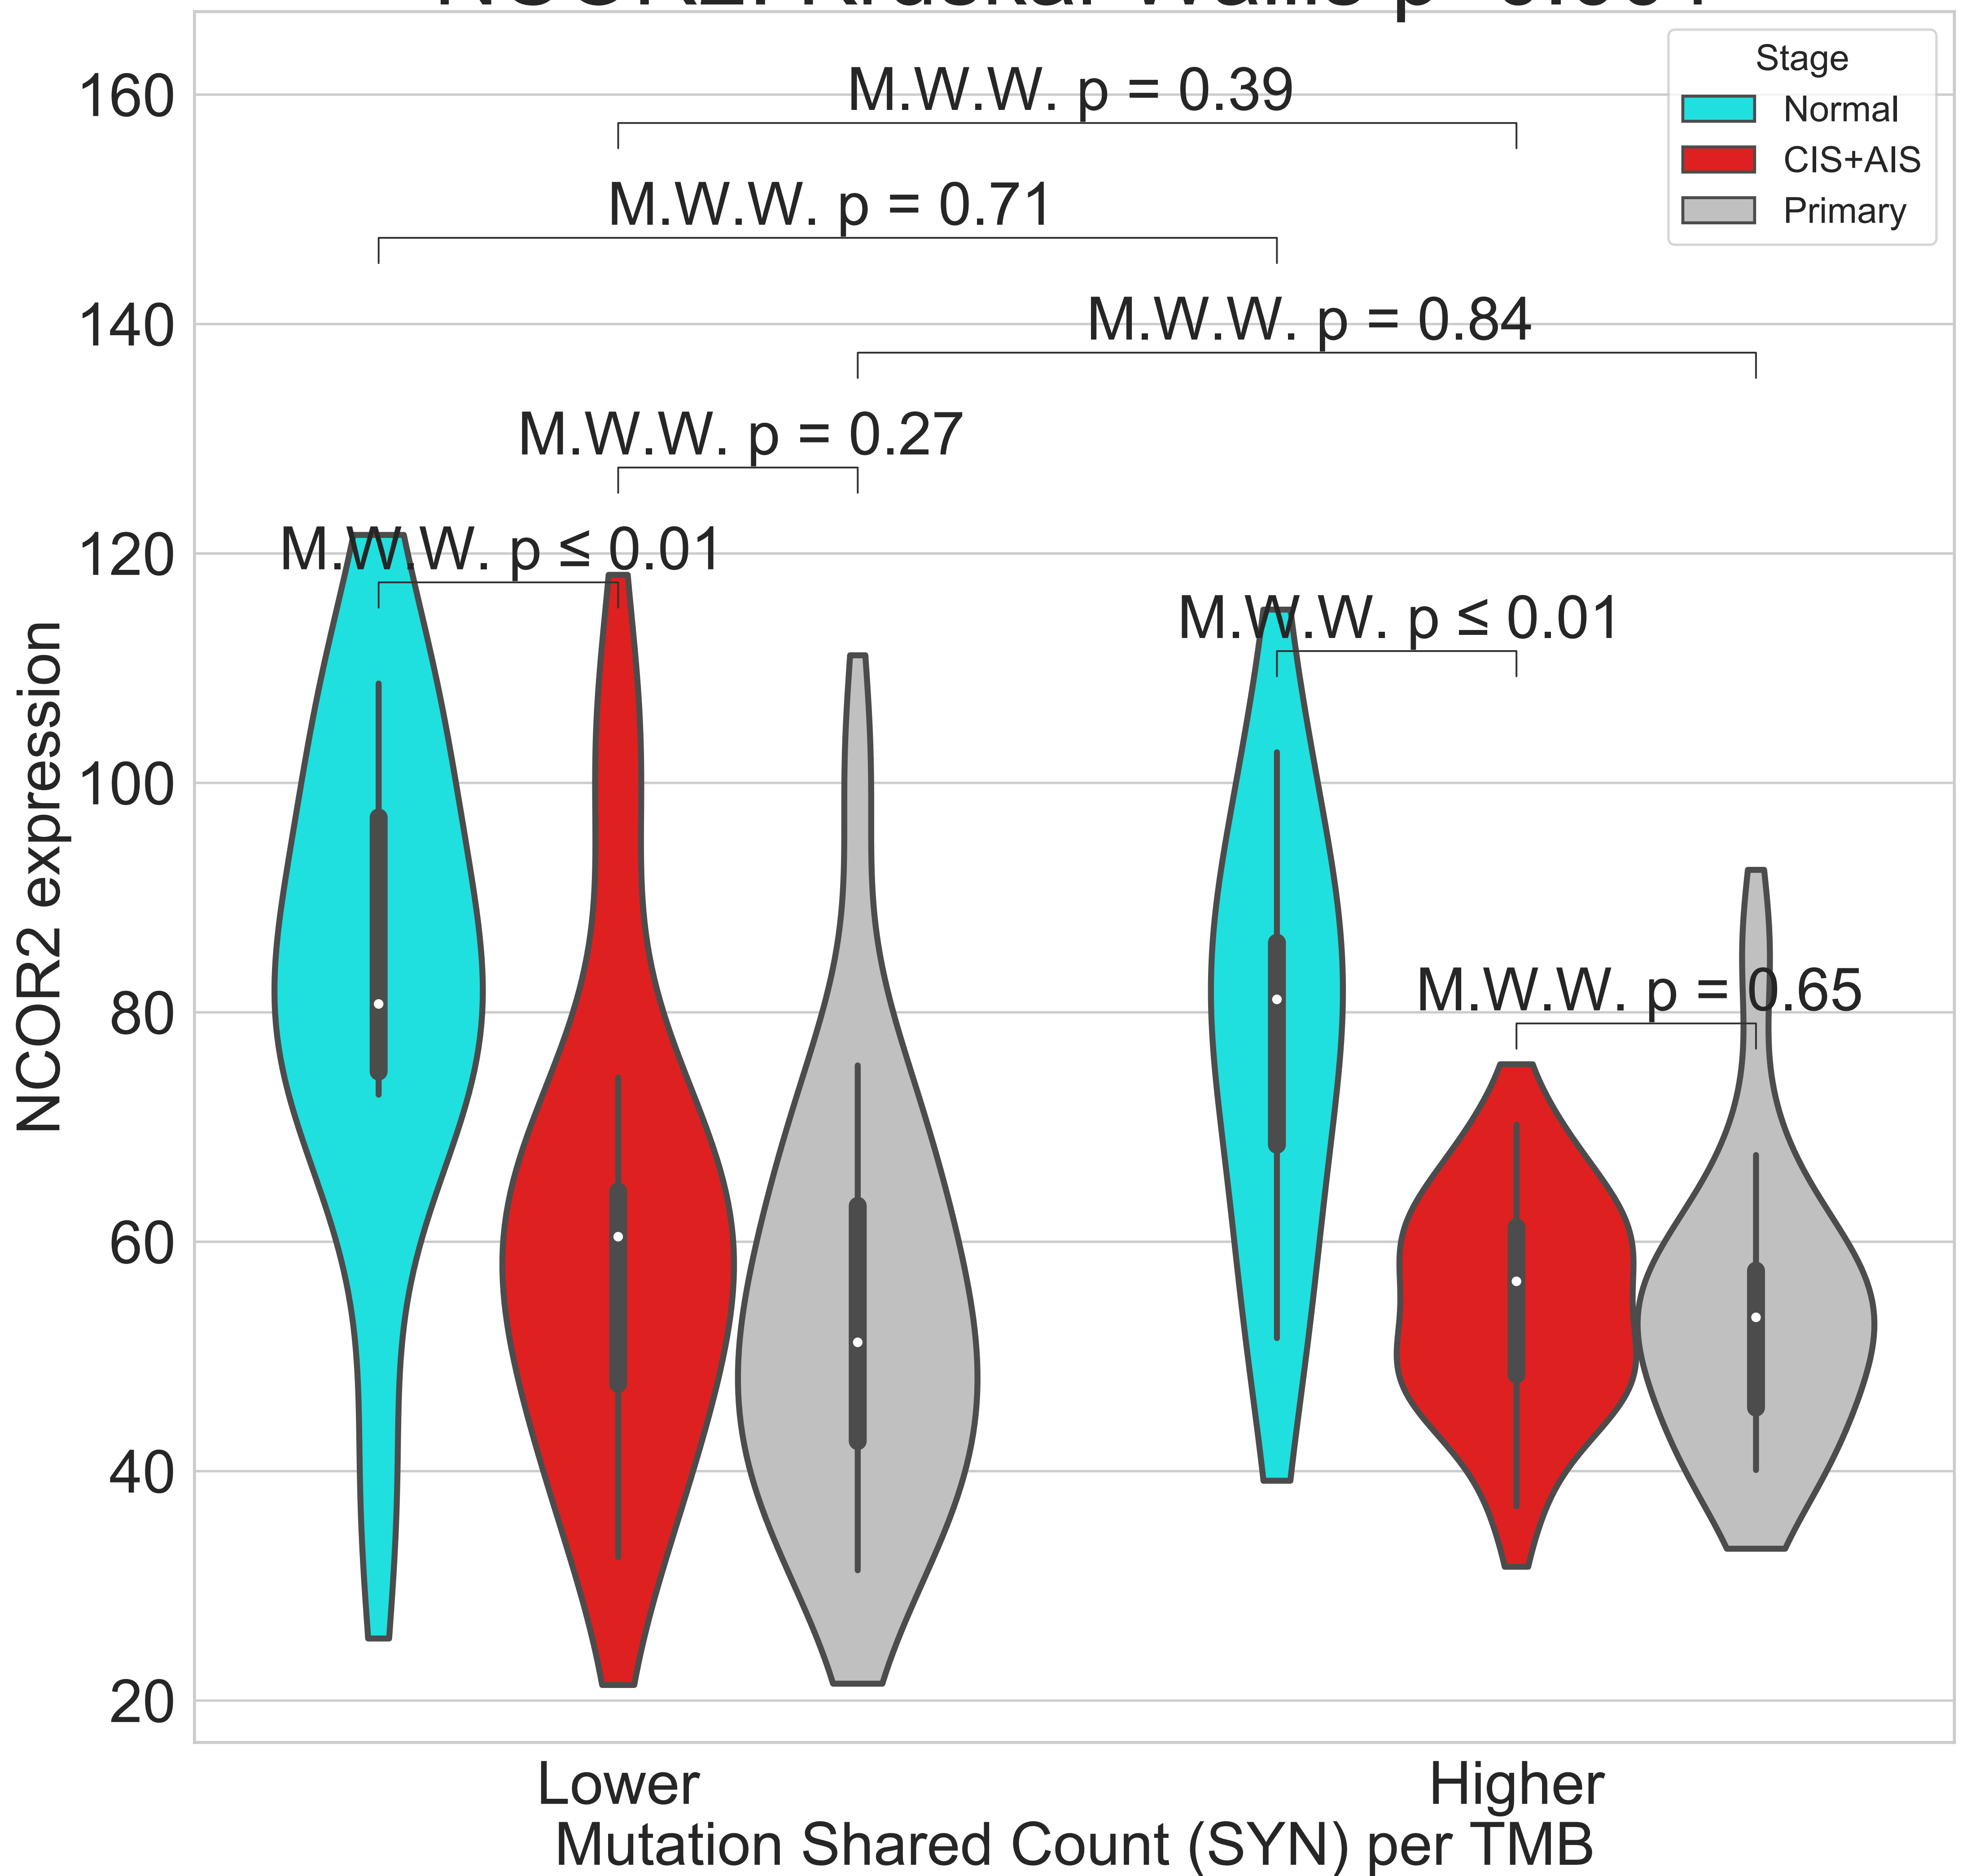 160
140
120
100
80
60
40
20
NCOR2 expression
M.W.W. p = 0.39
M.W.W. p = 0.71
M.W.W. p = 0.84
M.W.W. p = 0.27
M.W.W. p ≤ 0.01
M.W.W. p ≤ 0.01
M.W.W. p = 0.65
Stage
Normal
CIS+AIS
Primary
Lower
Higher
Mutation Shared Count (SYN) per TMB